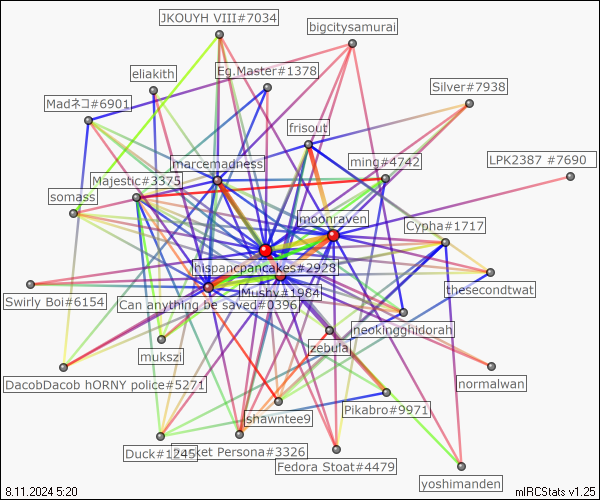 JKOUYH VIII#7034
bigcitysamurai
eliakith
Eg.Master#1378
Silver#7938
Madネコ#6901
frisout
marcemadness
ming#4742
LPK2387 #7690
Majestic#3375
somass
moonraven
Cypha#1717
hispancpancakes#2928
thesecondtwat
Mushy#1984
Swirly Boi#6154
Can anything be saved#0396
neokingghidorah
mukszi
zebula
DacobDacob hORNY police#5271
normalwan
shawntee9
Pikabro#9971
Duck#1245
ket Persona#3326
Fedora Stoat#4479
yoshimanden
8.11.2024 5:20
mIRCStats v1.25